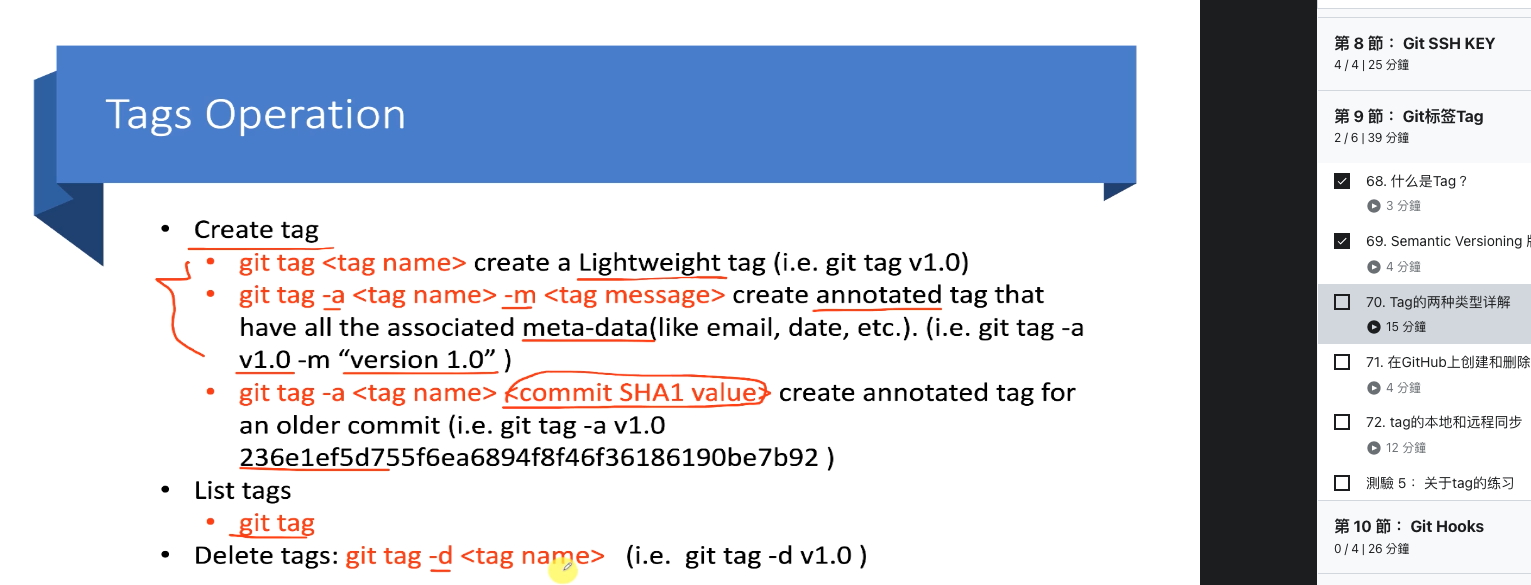 Tags Operation
• Create tag
• git tag <tag name> create a Lightweight tag (i.e. git tag v1.0)
• git tag -a <tag name> -m <tag message> create annotated tag that
have all the associated meta-data(like email, date, etc.). (i.e. git tag -a
v1.0 -m “version 1.0” )
• git tag -a <tag name> <commit SHA1 value> create annotated tag for
an older commit (i.e. git tag -a v1.0
236e1ef5d755f6ea6894f8f46f36186190be7b92 )
• List tags
• git tag
• Delete tags: git tag -d <tag name> (i.e. git tag -d v1.0 )
第 8 節： Git SSH KEY
4 / 4 | 25 分鐘
第 9 節： Git标签Tag
2 / 6 | 39 分鐘
68. 什么是Tag？
3 分鐘
69. Semantic Versioning
4 分鐘
70. Tag的两种类型详解
15 分鐘
71. 在GitHub上创建和删除
4 分鐘
72. tag的本地和远程同步
12 分鐘
測驗 5： 关于tag的练习
第 10 節： Git Hooks
0 / 4 | 26 分鐘